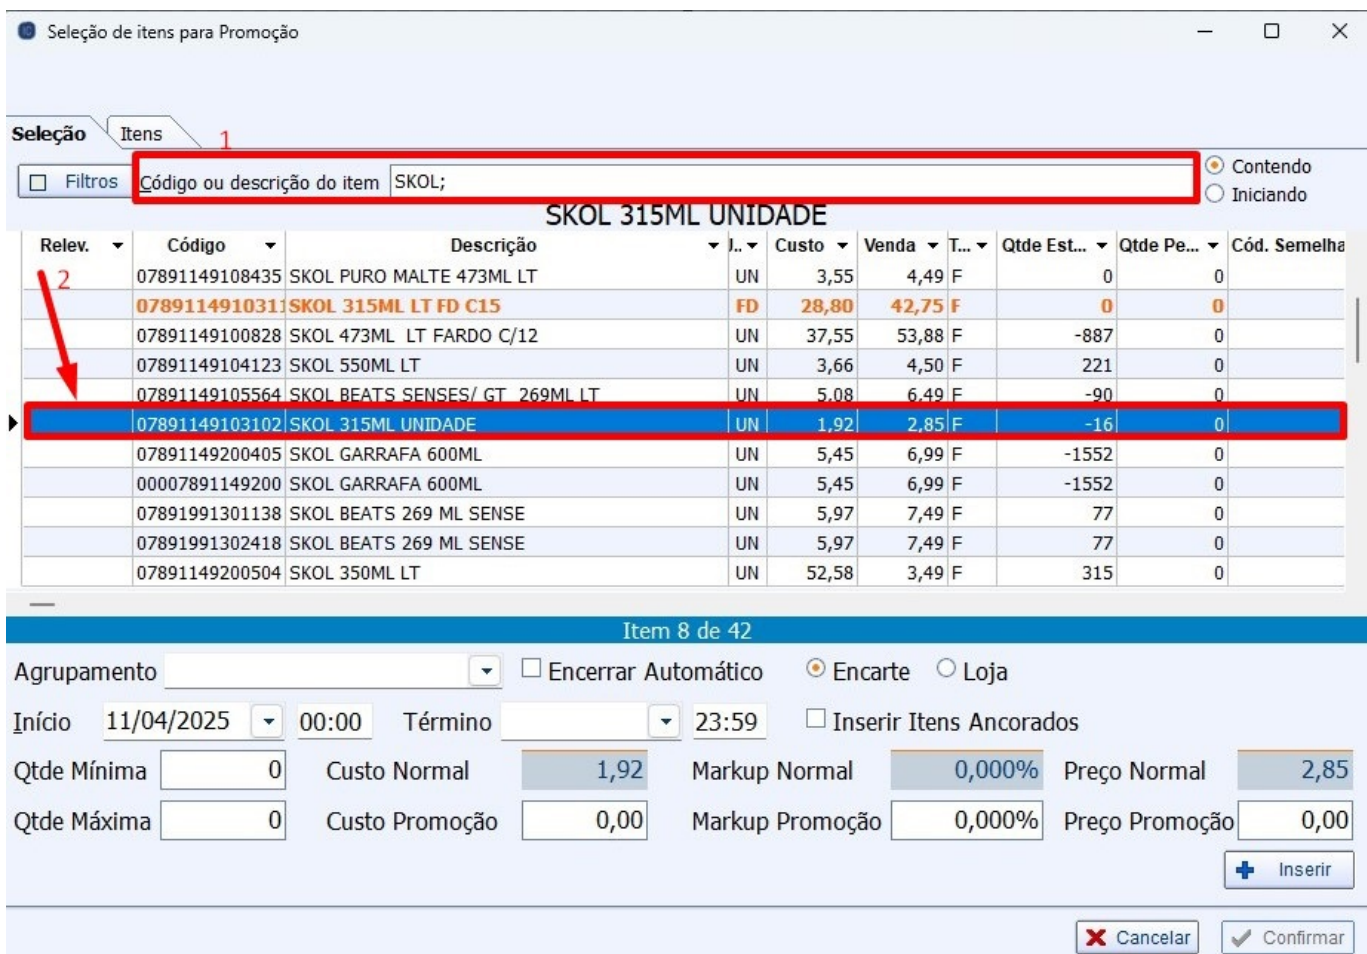 Seleção de itens para Promoção
Seleção Itens 1
Filtros Código ou descrição do item SKOL; Contendo
Iniciando
SKOL 315ML UNIDADE
Relev. Código Descrição J.. Custo Venda T... Qtde Est... Qtde Pe... Cód. Semelha
2 07891149108435 SKOL PURO MALTE 473ML LT UN 3,55 4,49 F 0 0
0789114910311 SKOL 315ML LT FD C15 FD 28,80 42,75 F 0 0
07891149100828 SKOL 473ML LT FARDO C/12 UN 37,55 53,88 F -887 0
07891149104123 SKOL 550ML LT UN 3,66 4,50 F 221 0
07891149105564 SKOL BEATS SENSES/ GT 269ML LT UN 5,08 6,49 F -90 0
07891149103102 SKOL 315ML UNIDADE UN 1,92 2,85 F -16 0
07891149200405 SKOL GARRAFA 600ML UN 5,45 6,99 F -1552 0
00007891149200 SKOL GARRAFA 600ML UN 5,45 6,99 F -1552 0
07891991301138 SKOL BEATS 269 ML SENSE UN 5,97 7,49 F 77 0
07891991302418 SKOL BEATS 269 ML SENSE UN 5,97 7,49 F 77 0
07891149200504 SKOL 350ML LT UN 52,58 3,49 F 315 0
Item 8 de 42
Agrupamento Encerrar Automático Encarte Loja
Início 11/04/2025 00:00 Término 23:59 Inserir Itens Ancorados
Qtde Mínima 0 Custo Normal 1,92 Markup Normal 0,000% Preço Normal 2,85
Qtde Máxima 0 Custo Promoção 0,00 Markup Promoção 0,000% Preço Promoção 0,00
Inserir
Cancelar Confirmar